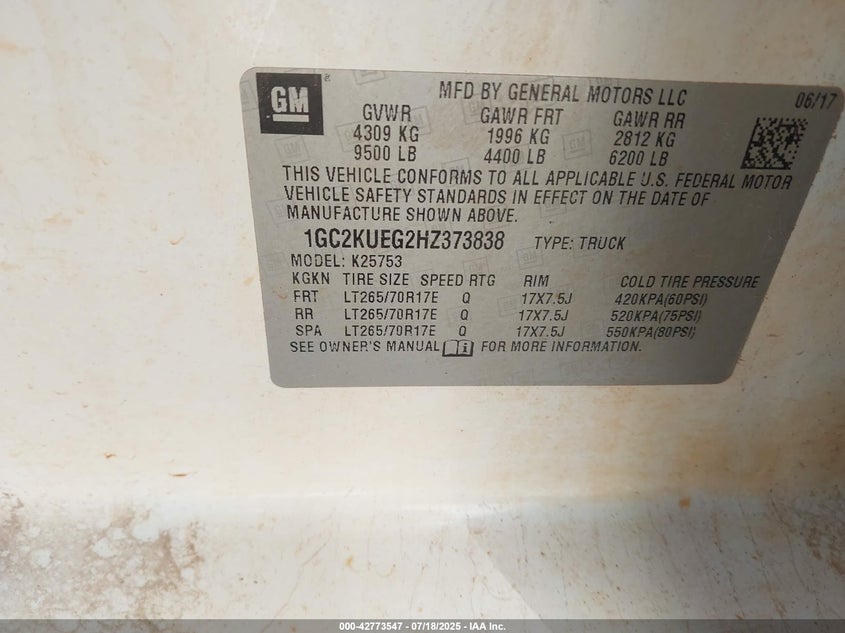 GM
®
MFD BY GENERAL MOTORS LLC
06/17
GVWR GAWR FRT GAWR RR
4309 KG 1996 KG 2812 KG
9500 LB 4400 LB 6200 LB
THIS VEHICLE CONFORMS TO ALL APPLICABLE U.S. FEDERAL MOTOR
VEHICLE SAFETY STANDARDS IN EFFECT ON THE DATE OF
MANUFACTURE SHOWN ABOVE.
1GC2KUEG2HZ373838 TYPE: TRUCK
MODEL: K25753
KGKN TIRE SIZE SPEED RTG RIM COLD TIRE PRESSURE
FRT LT265/70R17E Q 17X7.5J 420KPA(60PSI)
RR LT265/70R17E Q 17X7.5J 520KPA(75PSI)
SPA LT265/70R17E Q 17X7.5J 550KPA(80PSI)
SEE OWNER'S MANUAL FOR MORE INFORMATION.
000-42773547 - 07/18/2025 - IAA Inc.